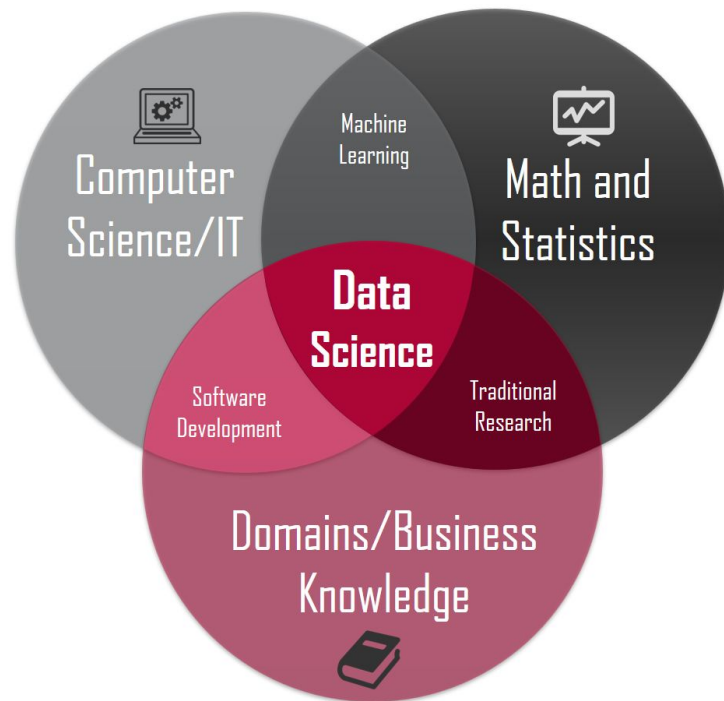 Machine
Learning
Computer
Science/IT
Math and
Statistics
Data
Science
Software
Development
Traditional
Research
Domains/Business
Knowledge